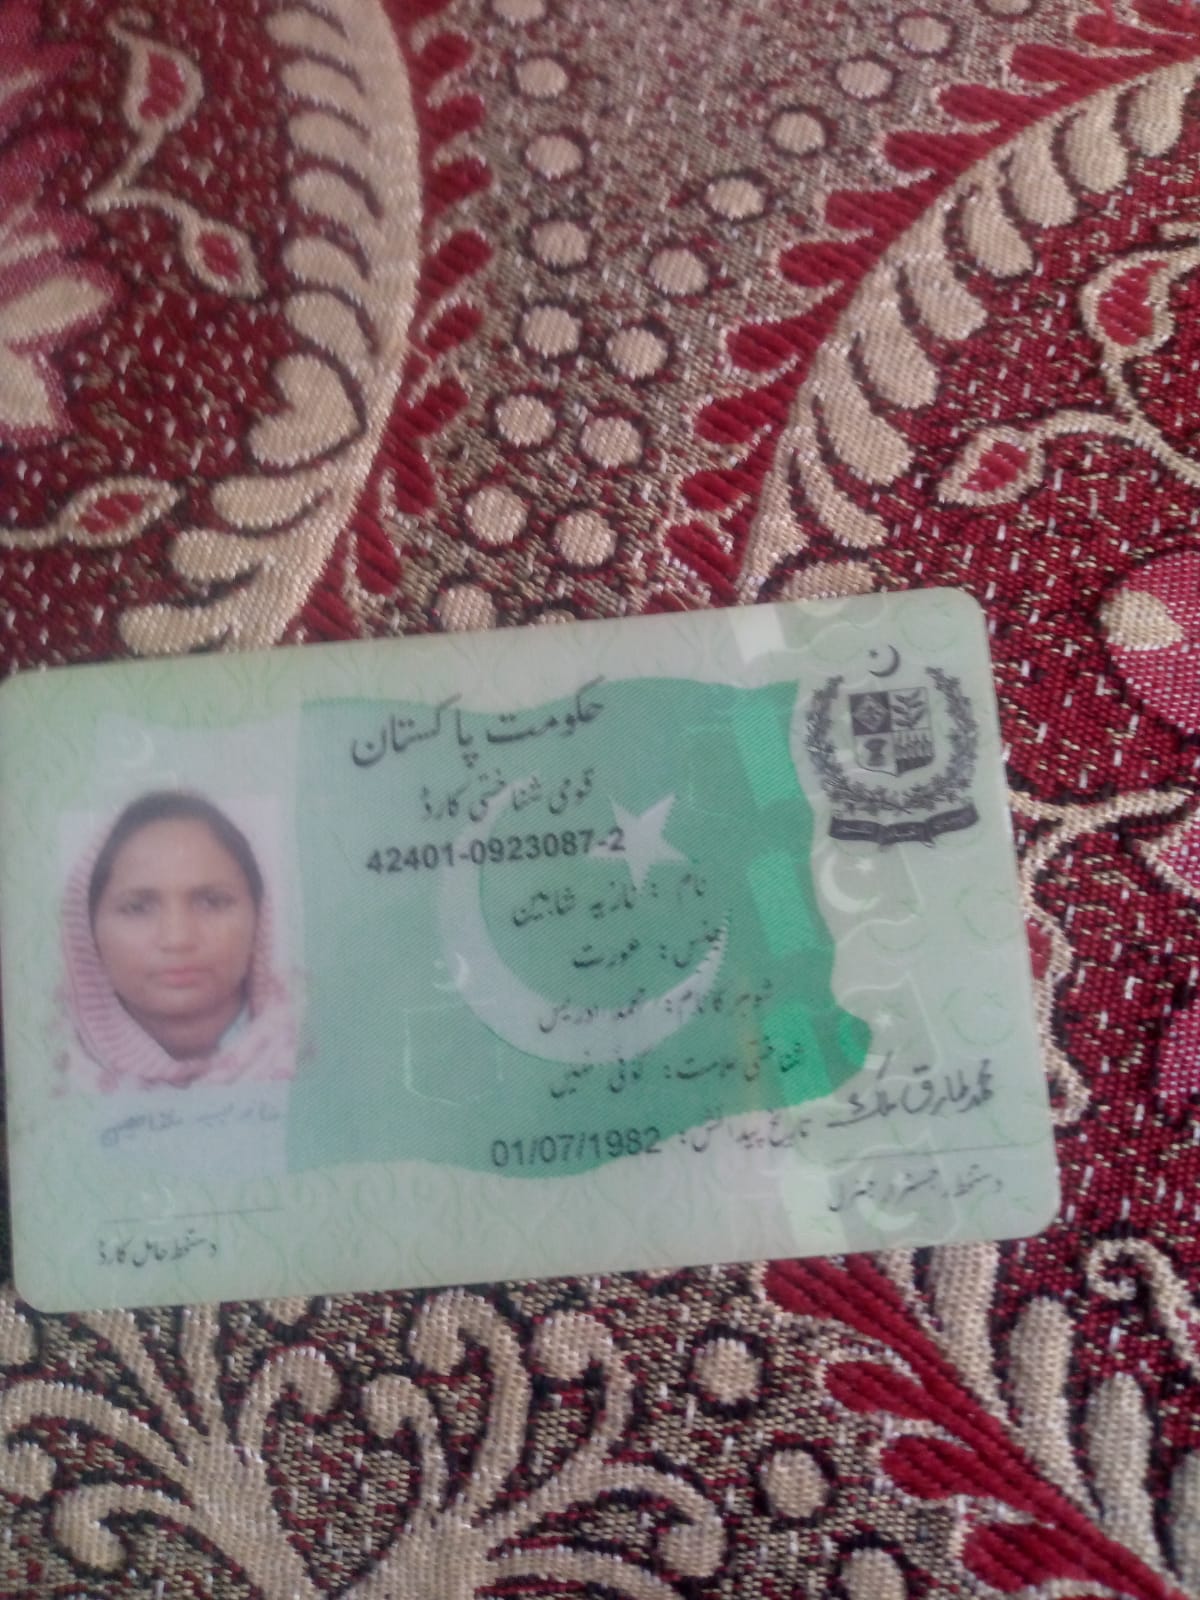 حکومت پاکستان
قومی شناختی کارڈ
42401-0923087-2
نام : نازیہ شاہین
جنس: عورت
شوہر کا نام: محمد ادریس
شناختی علامت: کوئی نہیں
تاریخ پیدائش: 01/07/1982
محمد طارق ملک
دستخط رجسٹرار جنرل
دستخط حامل کارڈ